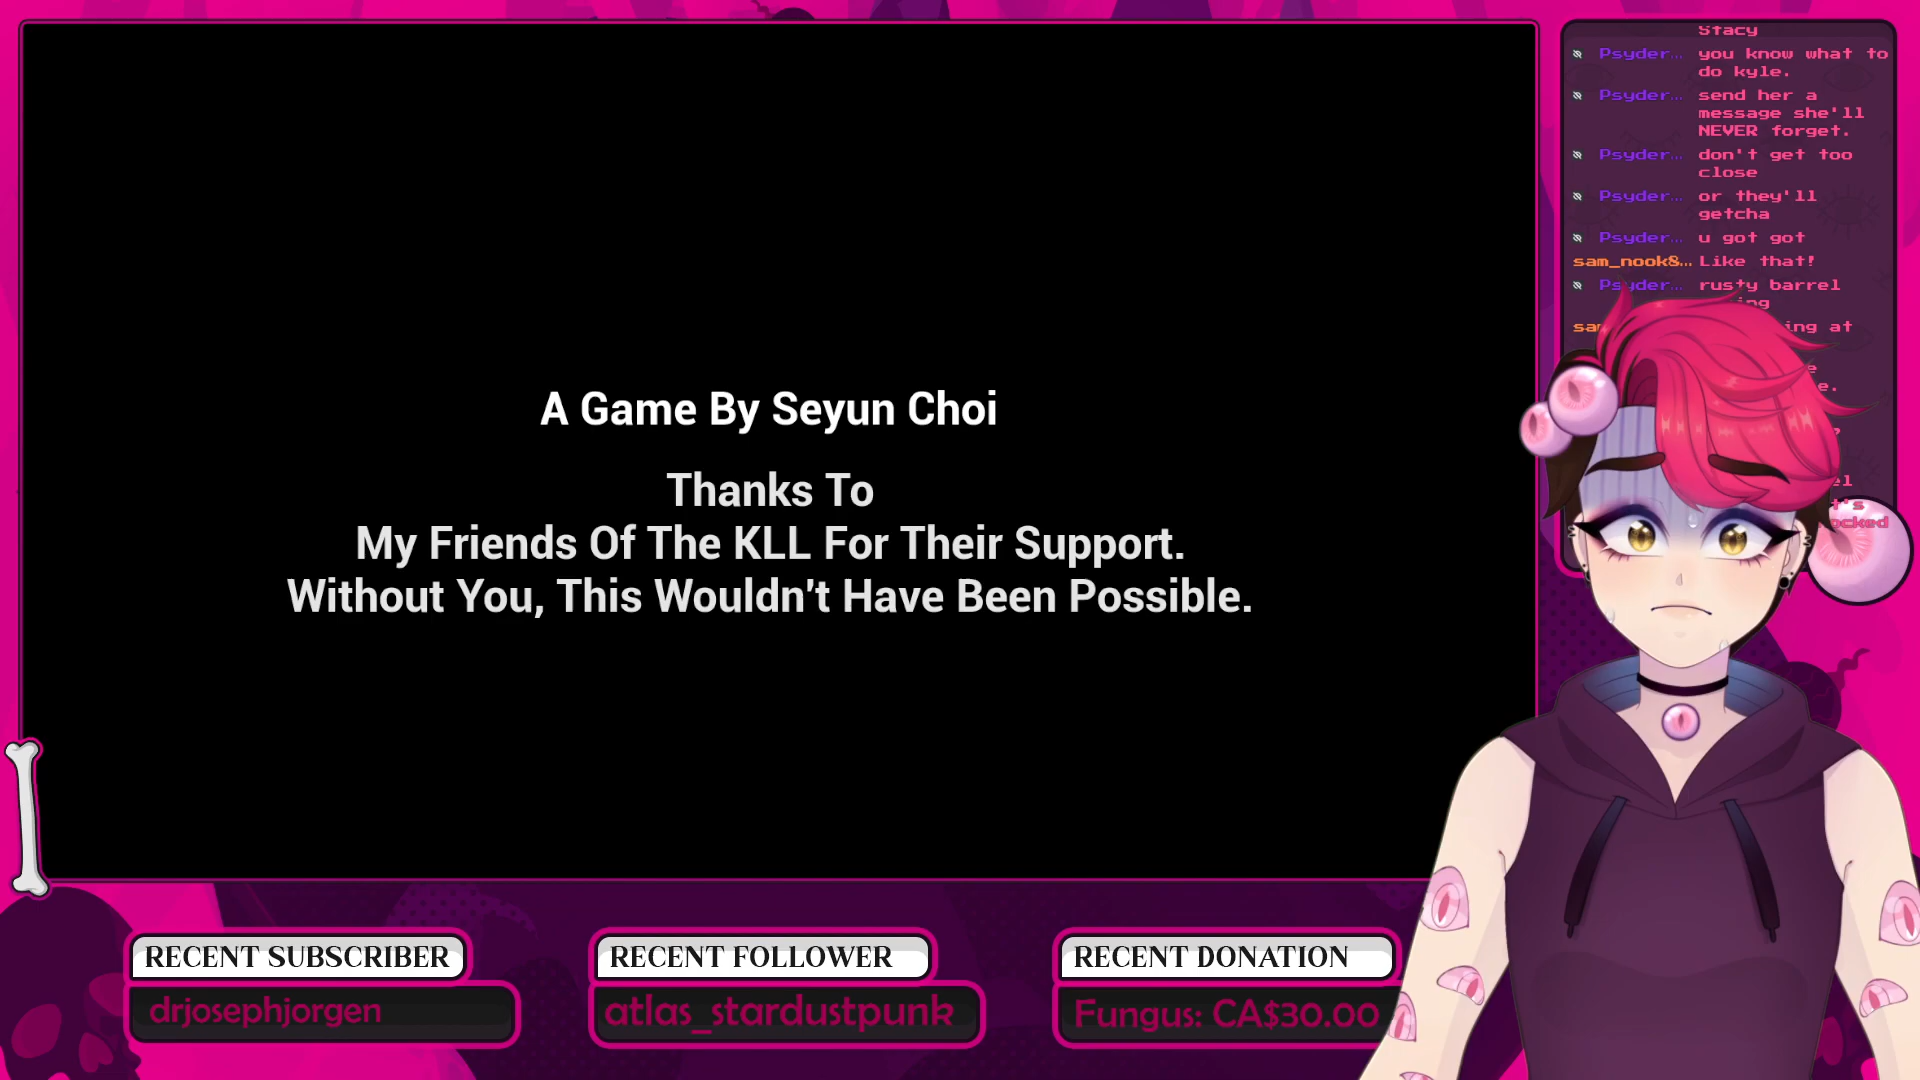 A Game By Seyun Choi
Thanks To
My Friends Of The KLL For Their Support.
Without You, This Wouldn't Have Been Possible.
Stacy
Psyder... you know what to
do kyle.
Psyder... send her a
message she'll
NEVER forget.
Psyder... don't get too
close
Psyder... or they'll
getcha
Psyder... u got got
sam_nook&... Like that!
Psyder... rusty barrel
ing at
RECENT SUBSCRIBER
drjosephjorgen
RECENT FOLLOWER
atlas_stardustpunk
RECENT DONATION
Fungus: CA$30.00